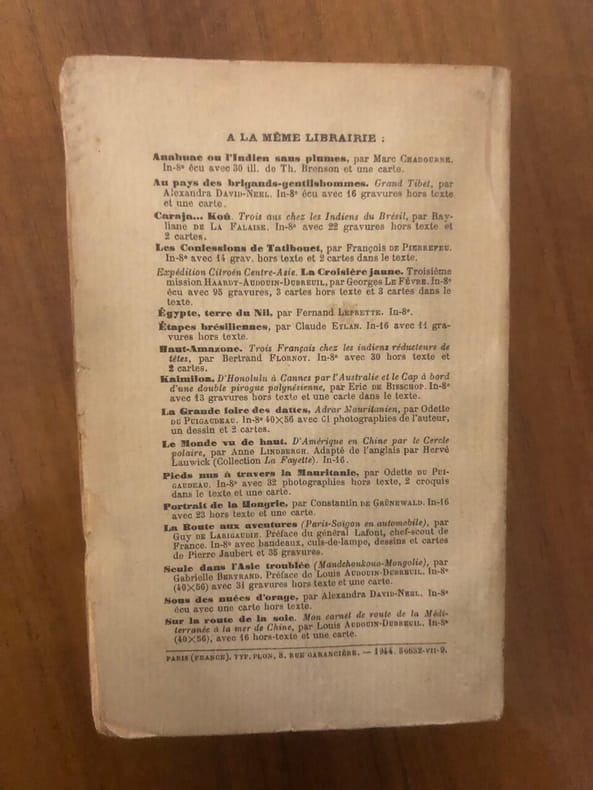 A LA MÊME LIBRAIRIE :
Anahuac ou l'Indien sans plumes, par Marc CHADOURNE.
In-8º écu avec 30 ill. de Th. Brenson et une carte.
Au pays des brigands-gentilshommes. Grand Tibet, par
Alexandra DAVID-NEEL. In-8º écu avec 16 gravures hors texte
et une carte.
Caraja... Kou. Trois ans chez les Indiens du Brésil, par Ray-
liane DE LA FALAISE. In-8º avec 22 gravures hors texte et
2 cartes.
Les Confessions de Tatibouet, par François DE PIERREFEU.
In-8º avec 14 grav. hors texte et 2 cartes dans le texte.
Expédition Citroën Centre-Asie. La Croisière jaune. Troisième
mission HAARDT-AUDOUIN-DUBREUIL, par Georges LE FÈVRE. In-8º
écu avec 95 gravures, 3 cartes hors texte et 3 cartes dans le
texte.
Égypte, terre du Nil, par Fernand LEPRETTE. In-8º.
Étapes brésiliennes, par Claude EYLAN. In-16 avec 11 gra-
vures hors texte.
Haut-Amazone. Trois Français chez les indiens réducteurs de
têtes, par Bertrand FLORNOY. In-8º avec 30 hors texte et
2 cartes.
Kaimiloa. D'Honolulu à Cannes par l'Australie et le Cap à bord
d'une double pirogue polynésienne, par Eric DE BISSCHOP. In-8º
avec 13 gravures hors texte et une carte dans le texte.
La Grande foire des dattes, Adrar Mauritanien, par Odette
DU PUIGAUDEAU. In-8º 40×56 avec 61 photographies de l'auteur,
un dessin et 2 cartes.
Le Monde vu de haut. D'Amérique en Chine par le Cercle
polaire, par Anne LINDBERGH. Adapté de l'anglais par Hervé
Lauwick (Collection La Fayette). In-16.
Pieds nus à travers la Mauritanie, par Odette DU PUI-
GAUDEAU. In-8º avec 32 photographies hors texte, 2 croquis
dans le texte et une carte.
Portrait de la Hongrie, par Constantin DE GRÜNEWALD. In-16
avec 23 hors texte et une carte.
La Route aux aventures (Paris-Saïgon en automobile), par
Guy DE LARIGAUDIE. Préface du général Lafont, chef-scout de
France. In-8º avec bandeaux, culs-de-lampe, dessins et cartes
de Pierre Jaubert et 35 gravures.
Seule dans l'Asie troublée (Mandchoukouo-Mongolie), par
Gabrielle BERTRAND. Préface de Louis AUDOUIN-DUBREUIL. In-8º
(40×56) avec 31 gravures hors texte et une carte.
Sous des nuées d'orage, par Alexandra DAVID-NEEL. In-8º
écu avec une carte hors texte.
Sur la route de la soie. Mon carnet de route de la Médi-
terranée à la mer de Chine, par Louis AUDOUIN-DUBREUIL. In-8º
(40×56), avec 16 hors-texte et une carte.
PARIS (FRANCE). TYP. PLON, 8, RUE GARANCIÈRE. — 1944. 56652-VII-9.